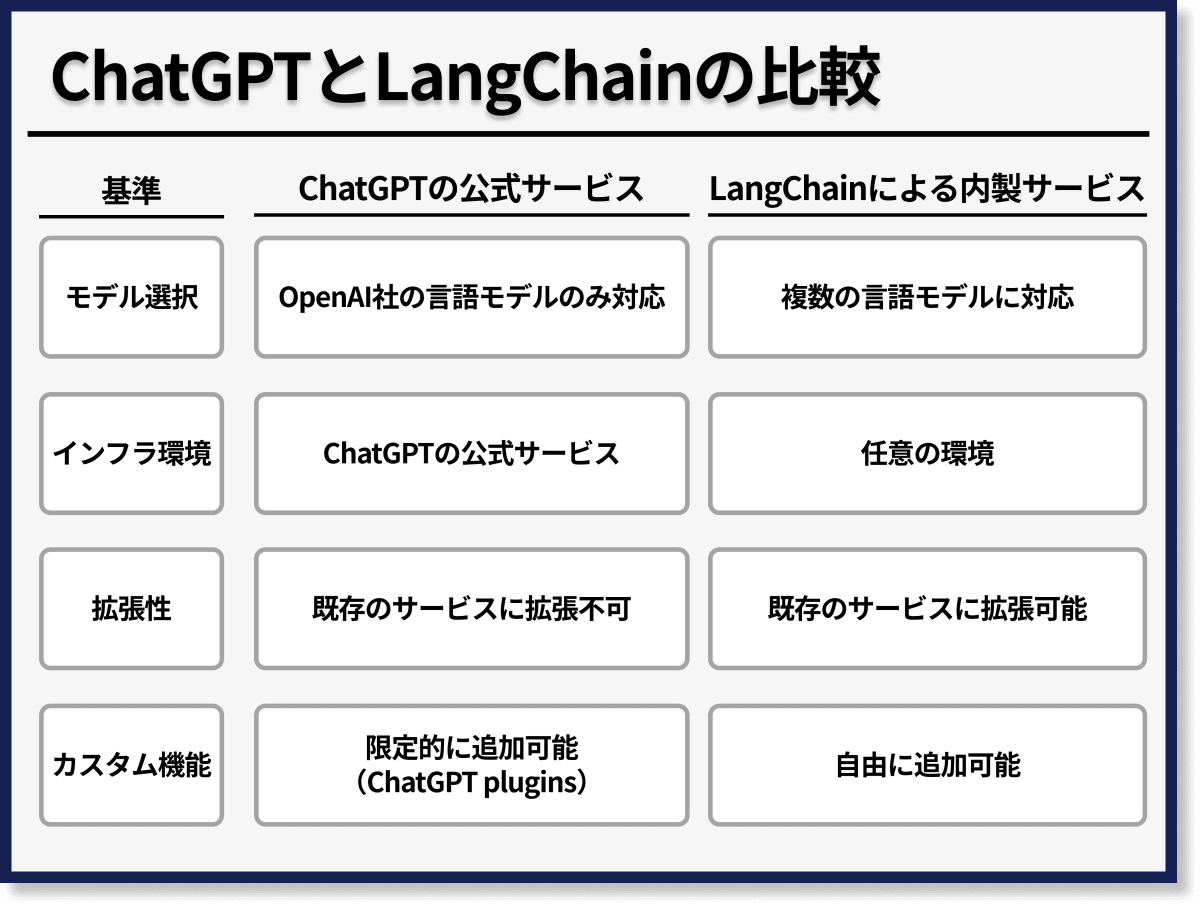 ChatGPTとLangChainの比較
基準
ChatGPTの公式サービス
LangChainによる内製サービス
モデル選択
OpenAI社の言語モデルのみ対応
複数の言語モデルに対応
インフラ環境
ChatGPTの公式サービス
任意の環境
拡張性
既存のサービスに拡張不可
既存のサービスに拡張可能
カスタム機能
限定的に追加可能
（ChatGPT plugins）
自由に追加可能